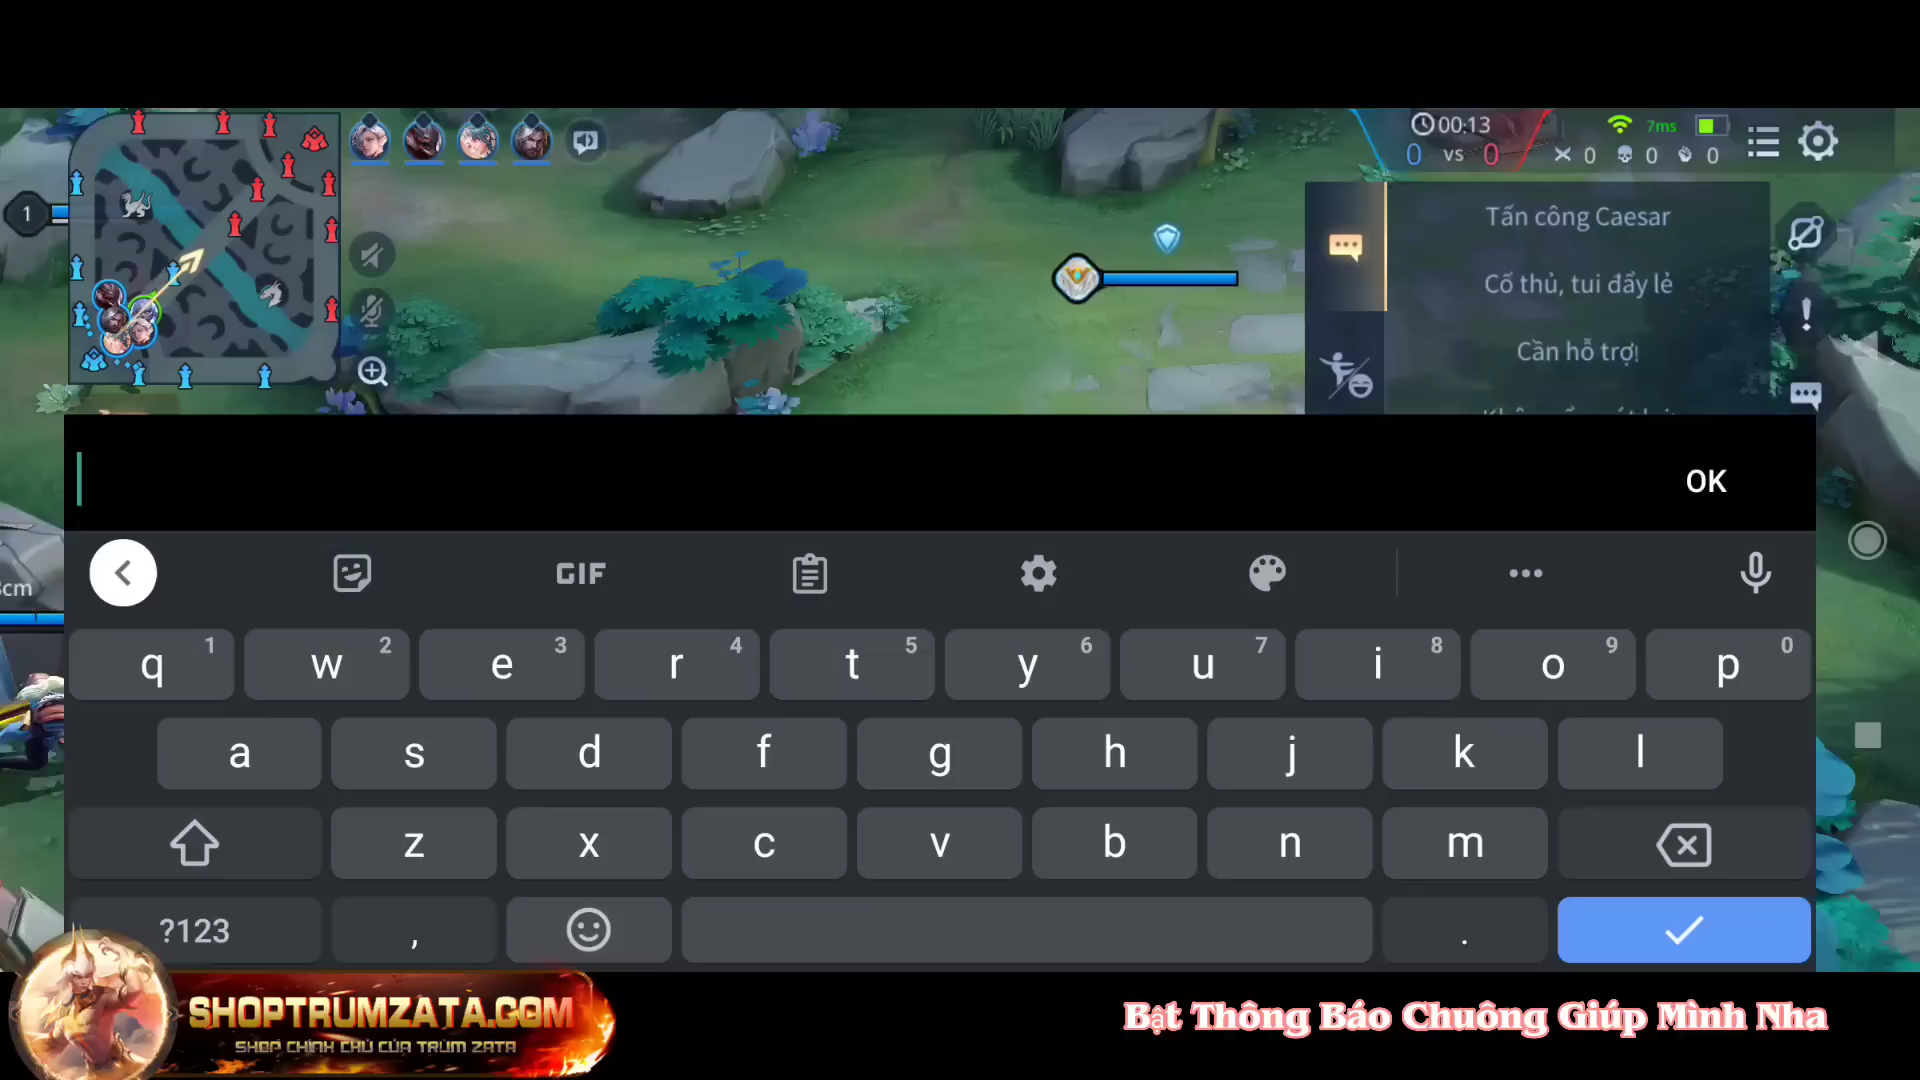 00:13
7ms
0 vs 0
0 0 0
1
Tấn công Caesar
Cố thủ, tui đẩy lẻ
Cần hỗ trợ!
OK
cm
GIF
q 1 w 2 e 3 r 4 t 5 y 6 u 7 i 8 o 9 p 0
a s d f g h j k l
z x c v b n m
?123 , .
SHOPTRUMZATA.COM
SHOP CHÍNH CHỦ CỦA TRÙM ZATA
Bật Thông Báo Chuông Giúp Mình Nha